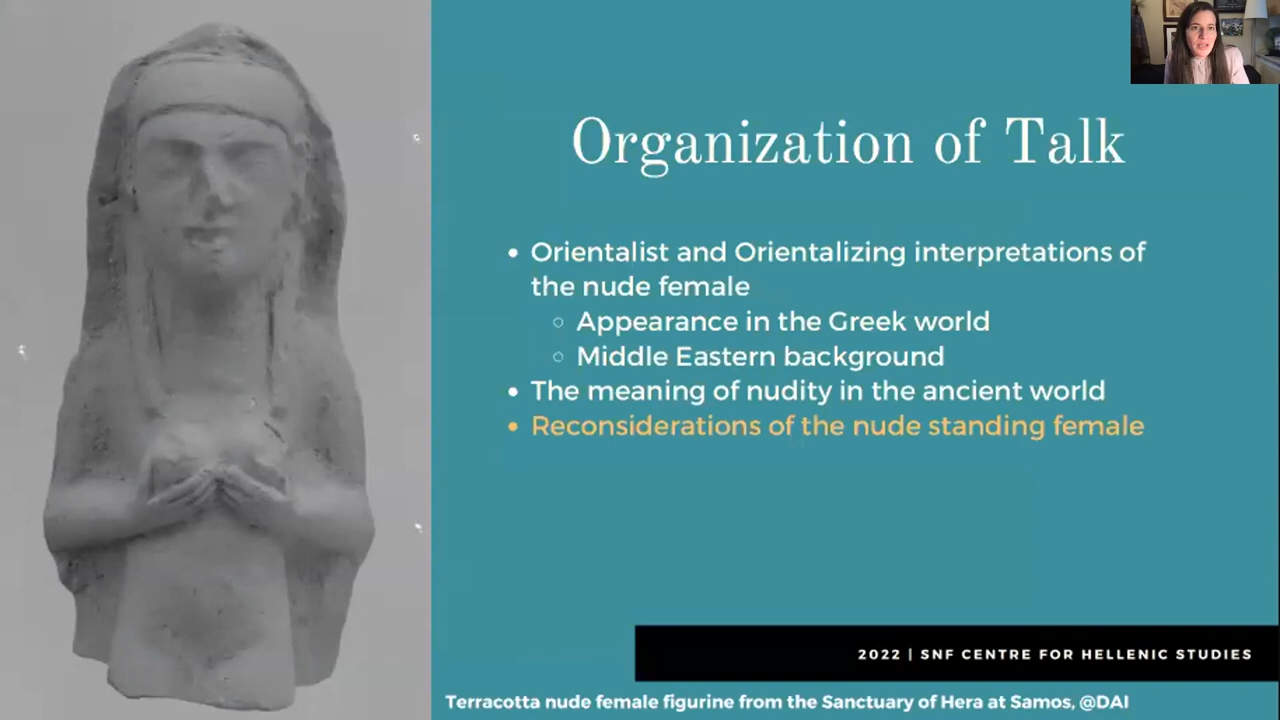 Organization of Talk
• Orientalist and Orientalizing interpretations of
the nude female
○ Appearance in the Greek world
○ Middle Eastern background
• The meaning of nudity in the ancient world
• Reconsiderations of the nude standing female
2022 | SNF CENTRE FOR HELLENIC STUDIES
Terracotta nude female figurine from the Sanctuary of Hera at Samos, @DAI